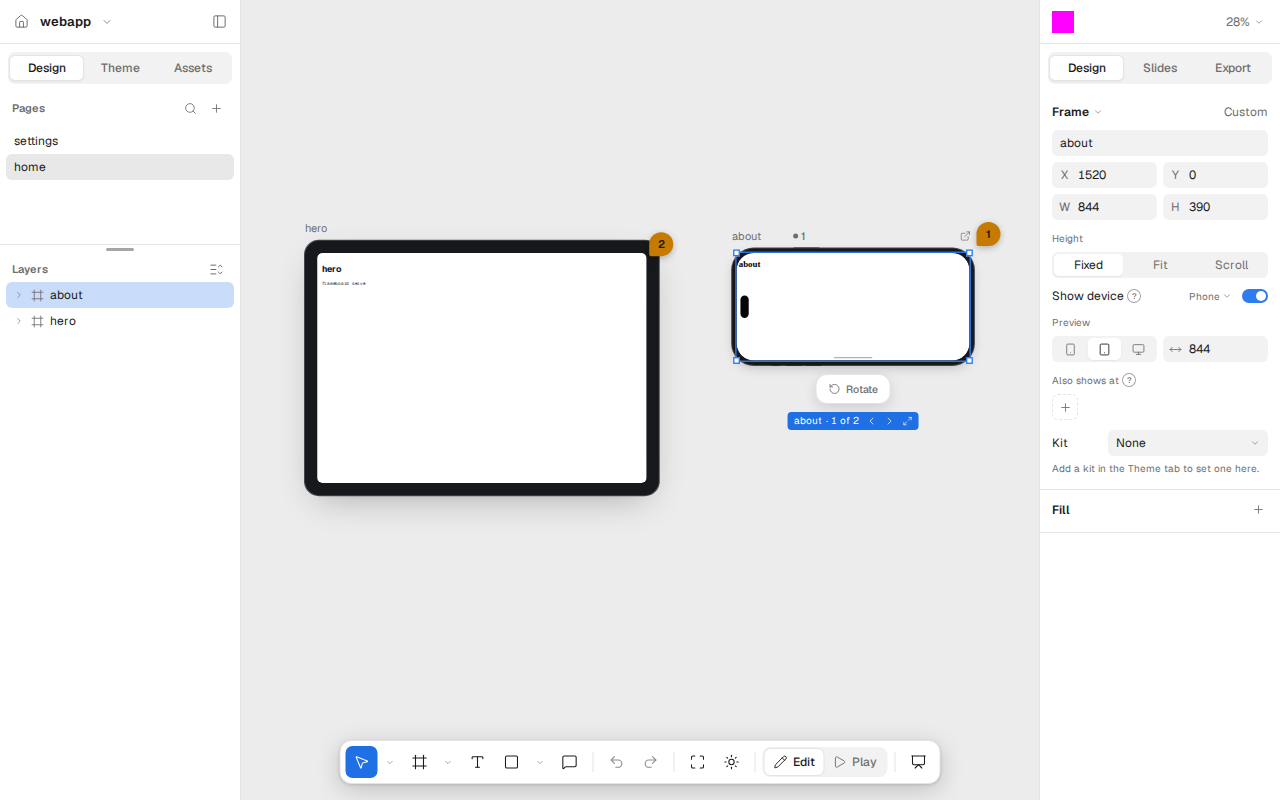 webapp
28%
Design
Theme
Assets
Design
Slides
Export
Pages
settings
home
Frame
Custom
about
X 1520
Y 0
W 844
H 390
Height
Fixed
Fit
Scroll
Show device ?
Phone
Preview
844
Also shows at ?
Kit
None
Add a kit in the Theme tab to set one here.
Fill
Layers
about
hero
hero
2
hero
about
1
1
about
Rotate
about · 1 of 2
Edit
Play